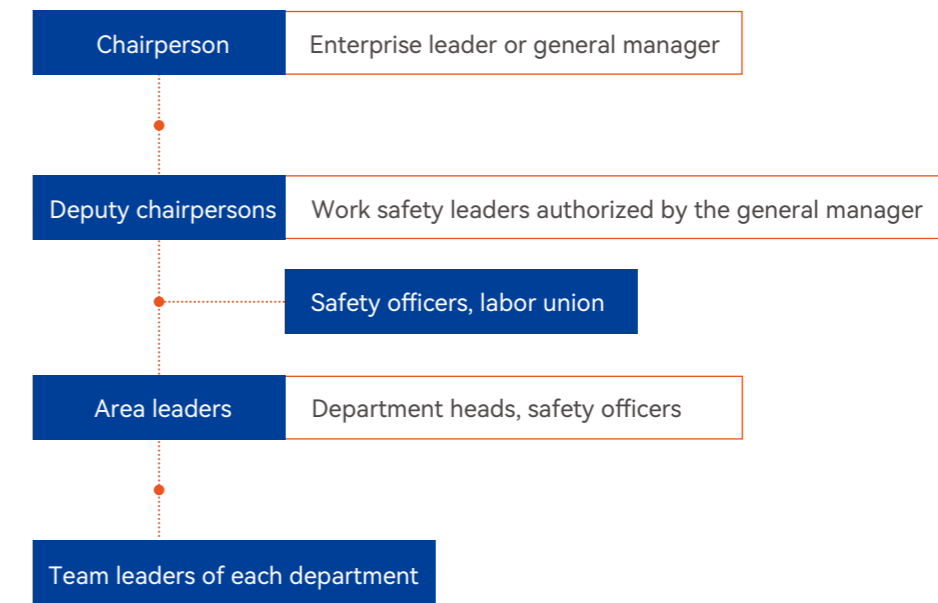 Chairperson
Enterprise leader or general manager
Deputy chairpersons
Work safety leaders authorized by the general manager
Safety officers, labor union
Area leaders
Department heads, safety officers
Team leaders of each department